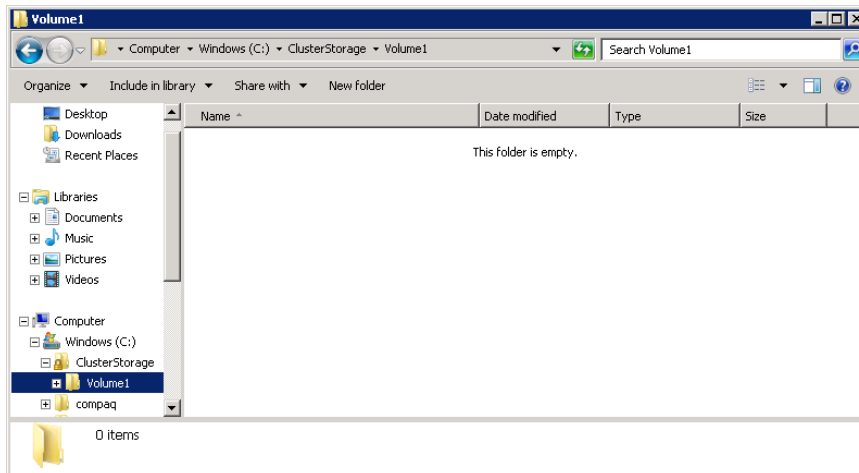 Volume1
Computer Windows (C:) ClusterStorage Volume1
Search Volume1
Organize Include in library Share with New folder
Name Date modified Type Size
This folder is empty.
Desktop
Downloads
Recent Places
Libraries
Documents
Music
Pictures
Videos
Computer
Windows (C:)
ClusterStorage
Volume1
compaq
0 items